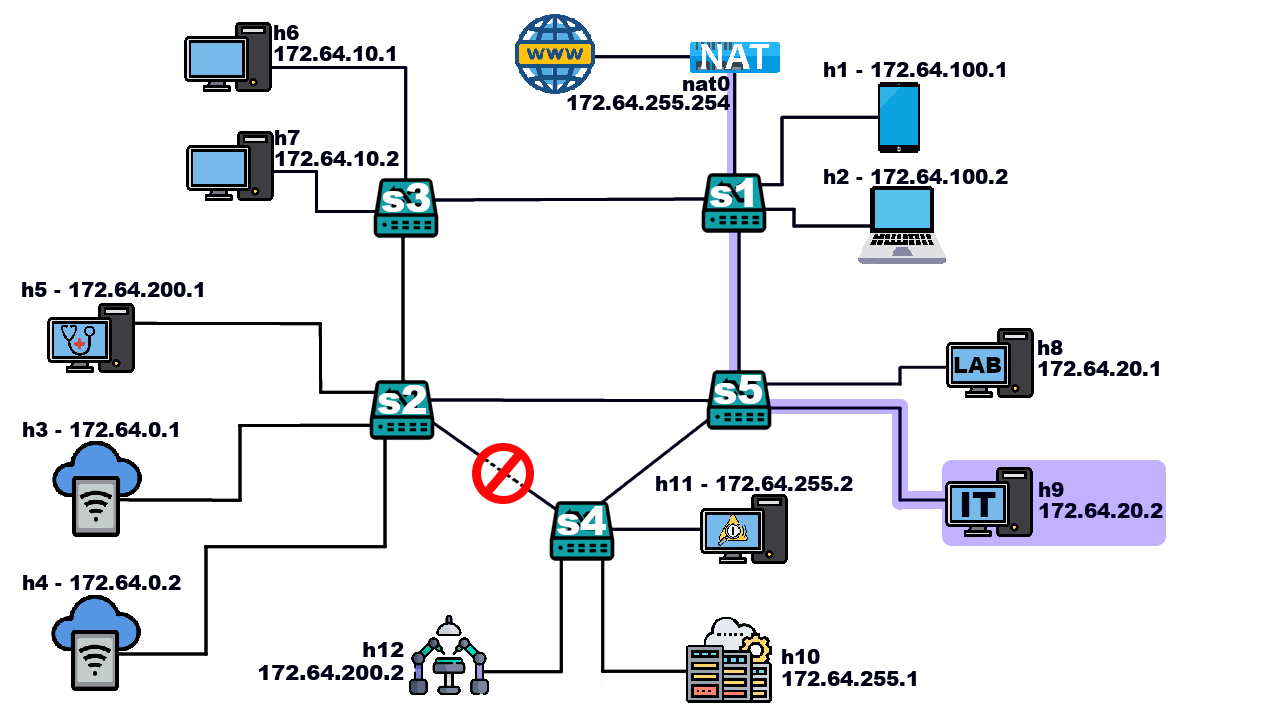 h6
172.64.10.1
WWW
NAT
nat0
172.64.255.254
h1 - 172.64.100.1
h7
172.64.10.2
h2 - 172.64.100.2
s3
s1
h5 - 172.64.200.1
LAB
h8
172.64.20.1
s2
s5
h3 - 172.64.0.1
h11 - 172.64.255.2
IT
h9
172.64.20.2
s4
h4 - 172.64.0.2
h12
172.64.200.2
h10
172.64.255.1